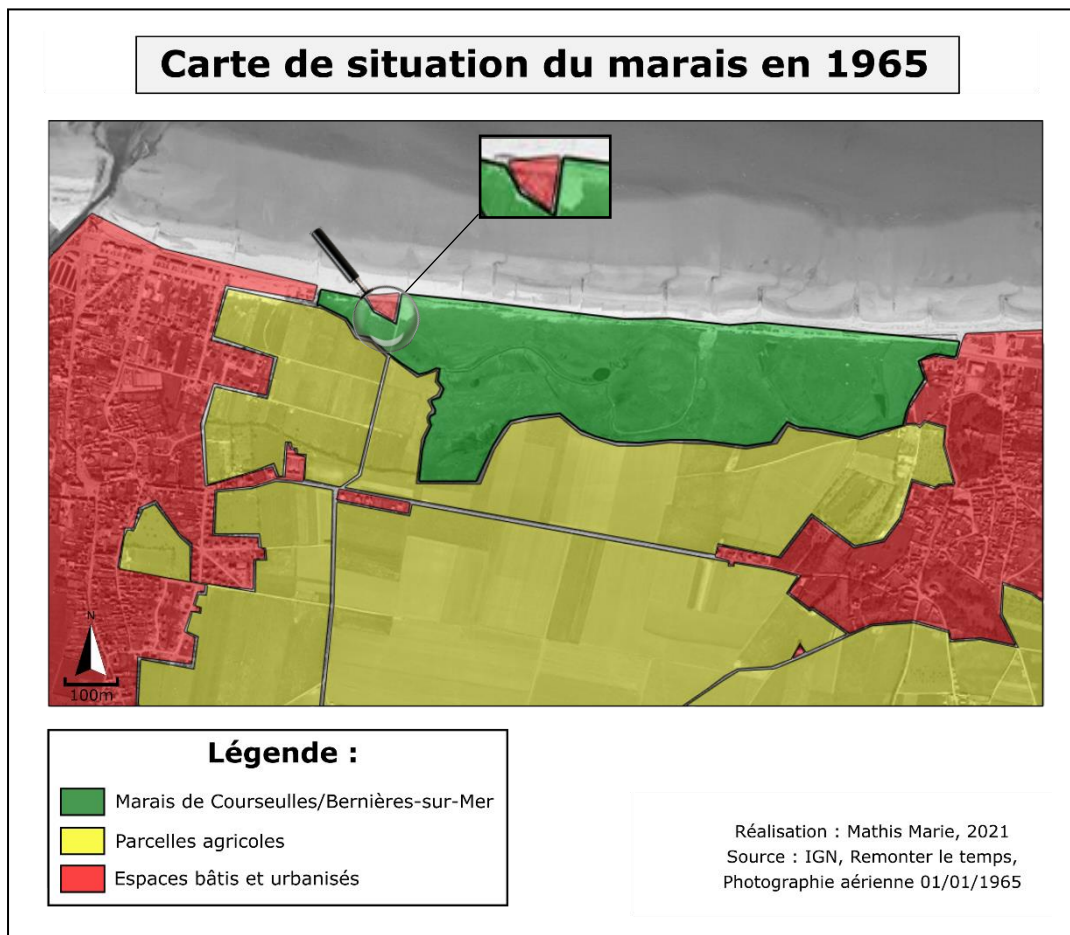 Carte de situation du marais en 1965
N
100m
Légende :
Marais de Courseulles/Bernières-sur-Mer
Parcelles agricoles
Espaces bâtis et urbanisés
Réalisation : Mathis Marie, 2021
Source : IGN, Remonter le temps,
Photographie aérienne 01/01/1965